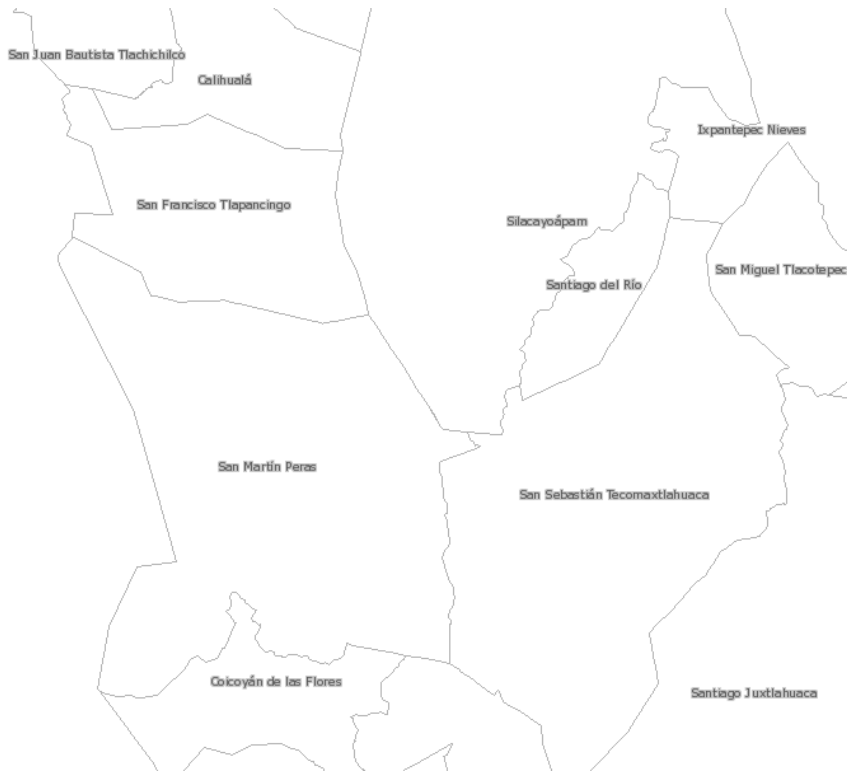 San Juan Bautista Tlachichilco
Calihualá
Ixpantepec Nieves
San Francisco Tlapancingo
Silacayoápam
San Miguel Tlacotepec
Santiago del Río
San Martín Peras
San Sebastián Tecomaxtlahuaca
Coicoyán de las Flores
Santiago Juxtlahuaca